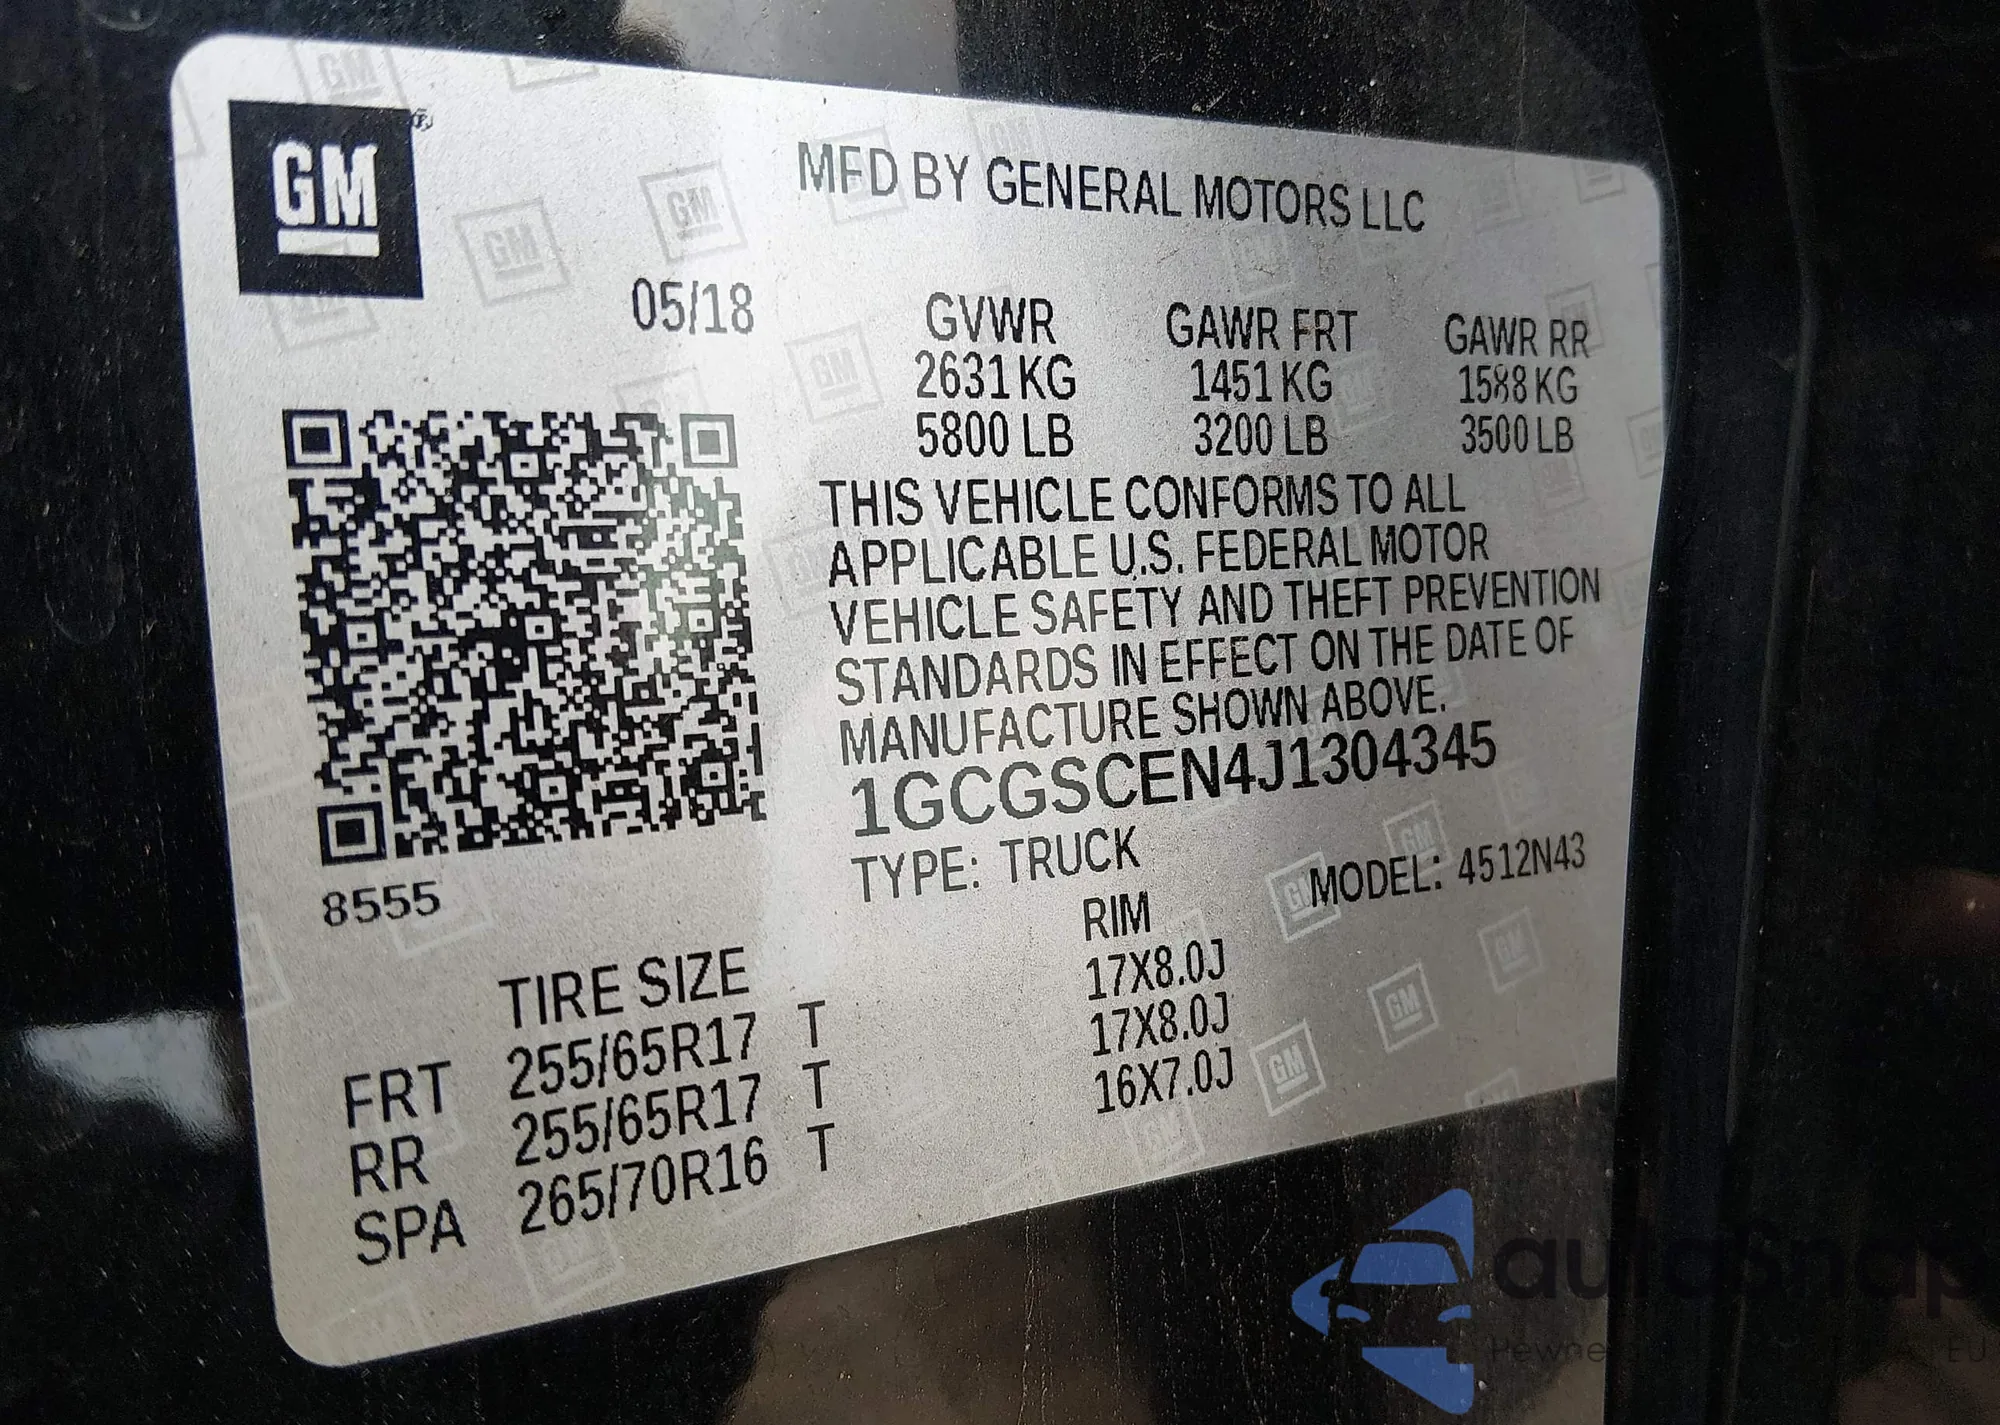 GM
MFD BY GENERAL MOTORS LLC
05/18
GVWR GAWR FRT GAWR RR
2631 KG 1451 KG 1588 KG
5800 LB 3200 LB 3500 LB
THIS VEHICLE CONFORMS TO ALL
APPLICABLE U.S. FEDERAL MOTOR
VEHICLE SAFETY AND THEFT PREVENTION
STANDARDS IN EFFECT ON THE DATE OF
MANUFACTURE SHOWN ABOVE.
1GCGSCEN4J1304345
TYPE: TRUCK MODEL: 4512N43
8555
TIRE SIZE RIM
FRT 255/65R17 T 17X8.0J
RR 255/65R17 T 17X8.0J
SPA 265/70R16 T 16X7.0J
autosnap
EU